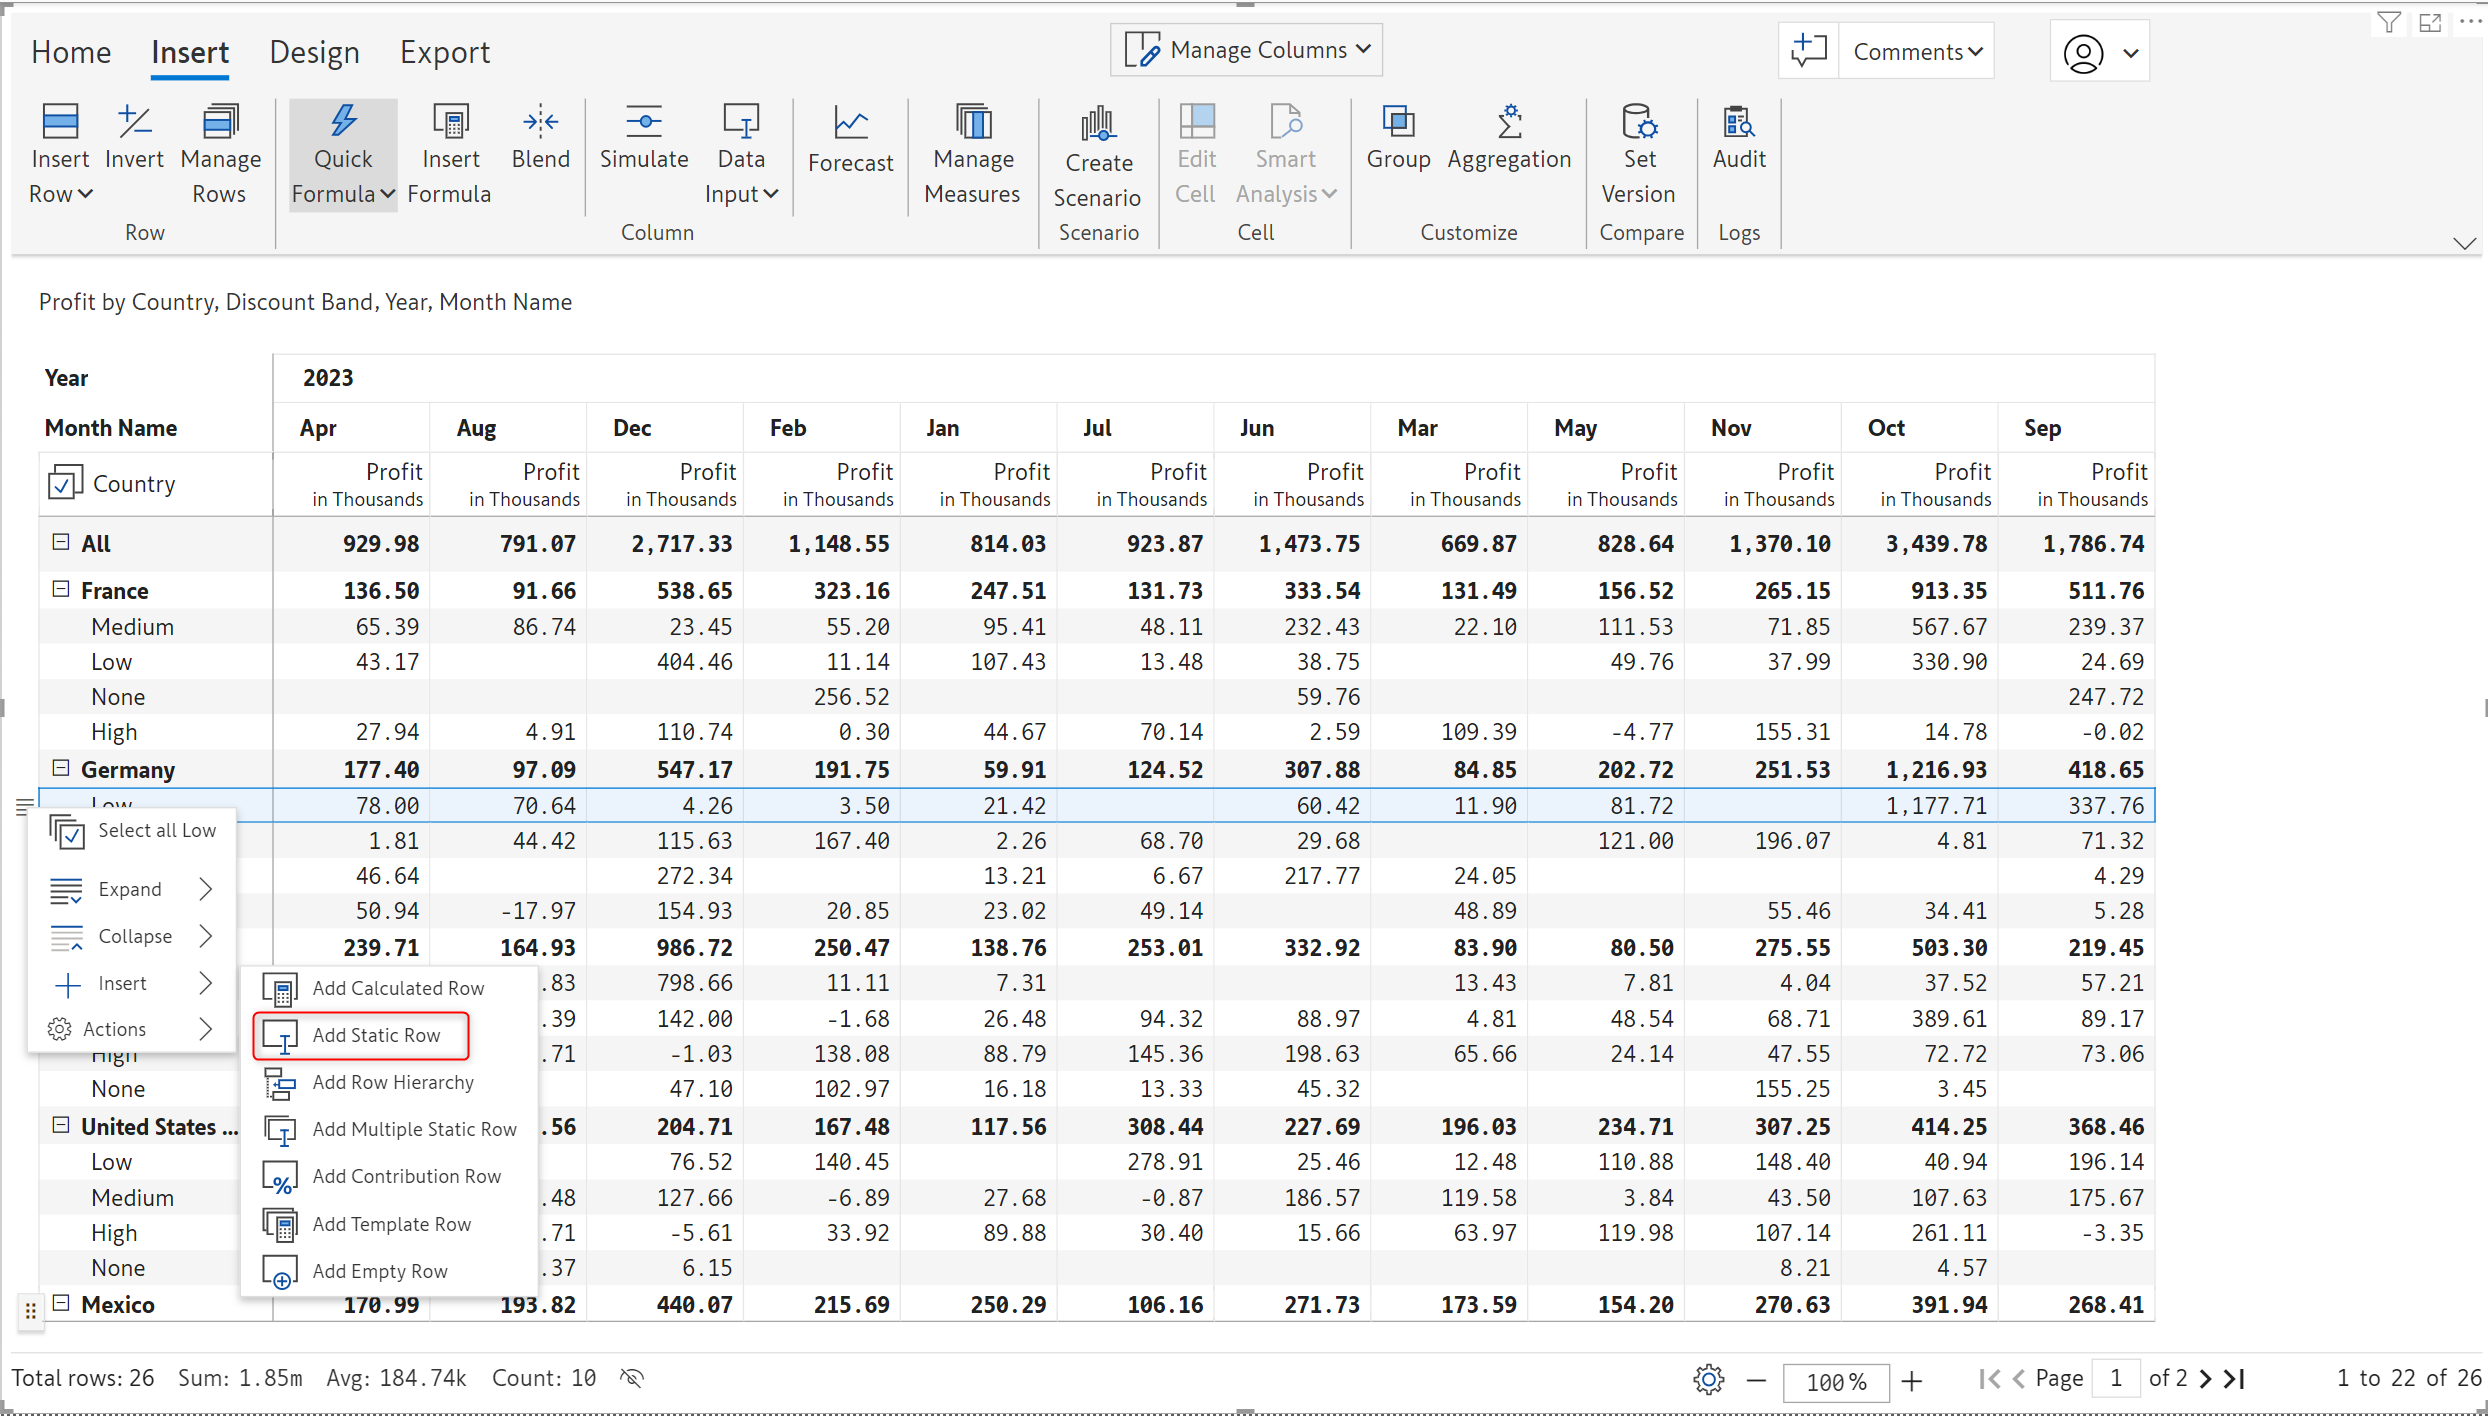 Home Insert Design Export Manage Columns Comments
Insert Row Invert Manage Rows Quick Formula Insert Formula Blend Simulate Data Input Forecast Manage Measures Create Scenario Edit Cell Smart Analysis Group Aggregation Set Version Audit
Row Column Scenario Cell Customize Compare Logs
Profit by Country, Discount Band, Year, Month Name
Year 2023
Month Name Apr Aug Dec Feb Jan Jul Jun Mar May Nov Oct Sep
Country Profit Profit Profit Profit Profit Profit Profit Profit Profit Profit Profit Profit
in Thousands in Thousands in Thousands in Thousands in Thousands in Thousands in Thousands in Thousands in Thousands in Thousands in Thousands in Thousands
All 929.98 791.07 2,717.33 1,148.55 814.03 923.87 1,473.75 669.87 828.64 1,370.10 3,439.78 1,786.74
France 136.50 91.66 538.65 323.16 247.51 131.73 333.54 131.49 156.52 265.15 913.35 511.76
Medium 65.39 86.74 23.45 55.20 95.41 48.11 232.43 22.10 111.53 71.85 567.67 239.37
Low 43.17 404.46 11.14 107.43 13.48 38.75 49.76 37.99 330.90 24.69
None 256.52 59.76 247.72
High 27.94 4.91 110.74 0.30 44.67 70.14 2.59 109.39 -4.77 155.31 14.78 -0.02
Germany 177.40 97.09 547.17 191.75 59.91 124.52 307.88 84.85 202.72 251.53 1,216.93 418.65
Low 78.00 70.64 4.26 3.50 21.42 60.42 11.90 81.72 1,177.71 337.76
Select all Low 1.81 44.42 115.63 167.40 2.26 68.70 29.68 121.00 196.07 4.81 71.32
Expand 46.64 272.34 13.21 6.67 217.77 24.05 4.29
50.94 -17.97 154.93 20.85 23.02 49.14 48.89 55.46 34.41 5.28
Collapse 239.71 164.93 986.72 250.47 138.76 253.01 332.92 83.90 80.50 275.55 503.30 219.45
Insert Add Calculated Row .83 798.66 11.11 7.31 13.43 7.81 4.04 37.52 57.21
Actions Add Static Row .39 142.00 -1.68 26.48 94.32 88.97 4.81 48.54 68.71 389.61 89.17
High .71 -1.03 138.08 88.79 145.36 198.63 65.66 24.14 47.55 72.72 73.06
None Add Row Hierarchy 47.10 102.97 16.18 13.33 45.32 155.25 3.45
United States ... Add Multiple Static Row .56 204.71 167.48 117.56 308.44 227.69 196.03 234.71 307.25 414.25 368.46
Low Add Contribution Row 76.52 140.45 278.91 25.46 12.48 110.88 148.40 40.94 196.14
Medium .48 127.66 -6.89 27.68 -0.87 186.57 119.58 3.84 43.50 107.63 175.67
High Add Template Row .71 -5.61 33.92 89.88 30.40 15.66 63.97 119.98 107.14 261.11 -3.35
None Add Empty Row .37 6.15 8.21 4.57
Mexico 170.99 193.82 440.07 215.69 250.29 106.16 271.73 173.59 154.20 270.63 391.94 268.41
Total rows: 26 Sum: 1.85m Avg: 184.74k Count: 10 100% Page 1 of 2 1 to 22 of 26